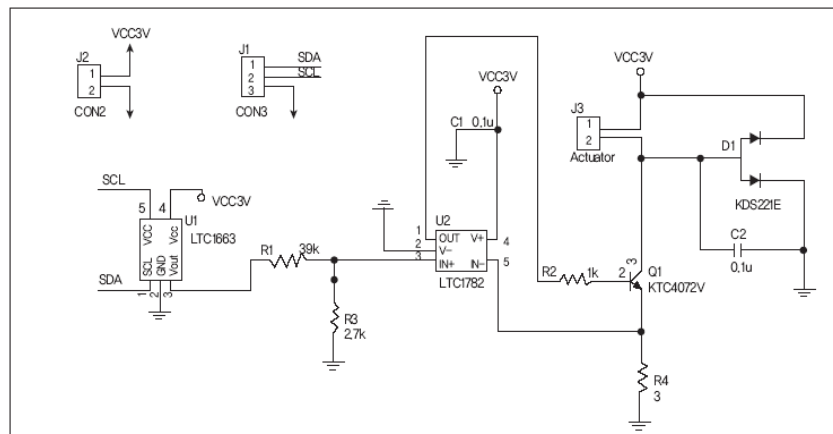 VCC3V
J2
1
2
CON2
J1
1
2
3
SDA
SCL
CON3
VCC3V
C1 0,1u
VCC3V
J3
1
2
Actuator
D1
KDS221E
C2
0,1u
SCL
5 4
VCC3V
U1
LTC1663
VCC Vcc
SCL GND Vout
SDA
1 2 3
R1 39k
R3
2,7k
U2
1 OUT V+ 4
2 V-
3 IN+ IN- 5
LTC1782
R2 1k
2 3
Q1
KTC4072V
R4
3